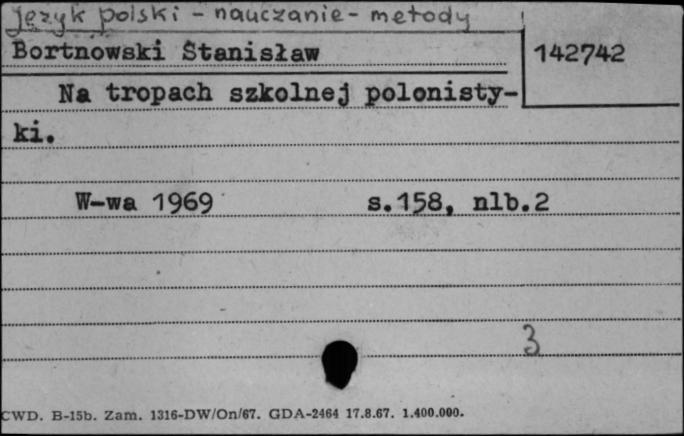 język polski - nauczanie - metody
Bortnowski Stanisław
142742
Na tropach szkolnej polonisty-
ki.
W-wa 1969 s.158, nlb.2
3
CWD. B-15b. Zam. 1316-DW/On/67. GDA-2464 17.8.67. 1.400.000.